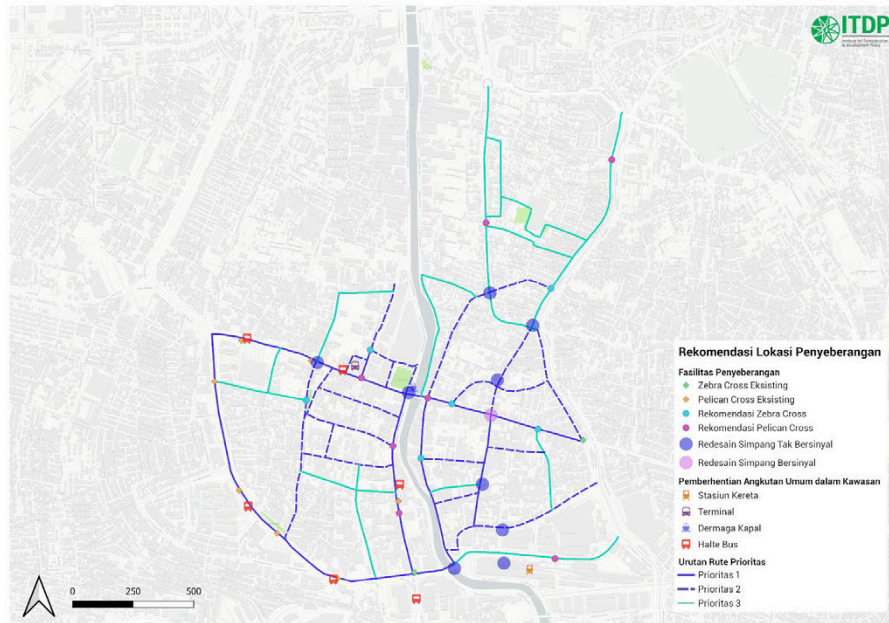 ITDP
Institute for Transportation
& Development Policy
Rekomendasi Lokasi Penyeberangan
Fasilitas Penyeberangan
Zebra Cross Eksisting
Pelican Cross Eksisting
Rekomendasi Zebra Cross
Rekomendasi Pelican Cross
Redesain Simpang Tak Bersinyal
Redesain Simpang Bersinyal
Pemberhentian Angkutan Umum dalam Kawasan
Stasiun Kereta
Terminal
Dermaga Kapal
Halte Bus
Urutan Rute Prioritas
Prioritas 1
Prioritas 2
Prioritas 3
0 250 500